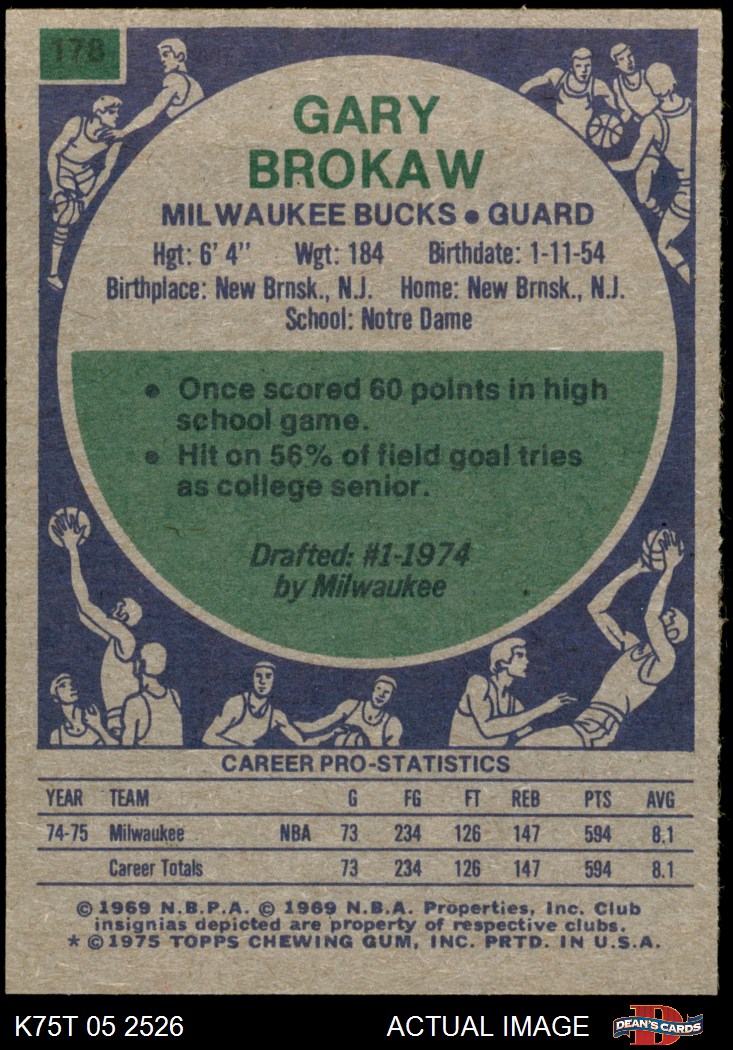 178
GARY
BROKAW
MILWAUKEE BUCKS • GUARD
Hgt: 6' 4" Wgt: 184 Birthdate: 1-11-54
Birthplace: New Brnsk., N.J. Home: New Brnsk., N.J.
School: Notre Dame
• Once scored 60 points in high
school game.
• Hit on 56% of field goal tries
as college senior.
Drafted: #1-1974
by Milwaukee
CAREER PRO-STATISTICS
YEAR TEAM G FG FT REB PTS AVG
74-75 Milwaukee NBA 73 234 126 147 594 8.1
Career Totals 73 234 126 147 594 8.1
© 1969 N.B.P.A. © 1969 N.B.A. Properties, Inc. Club
insignias depicted are property of respective clubs.
* © 1975 TOPPS CHEWING GUM, INC. PRTD. IN U.S.A.
K75T 05 2526 ACTUAL IMAGE D DEAN'S CARDS